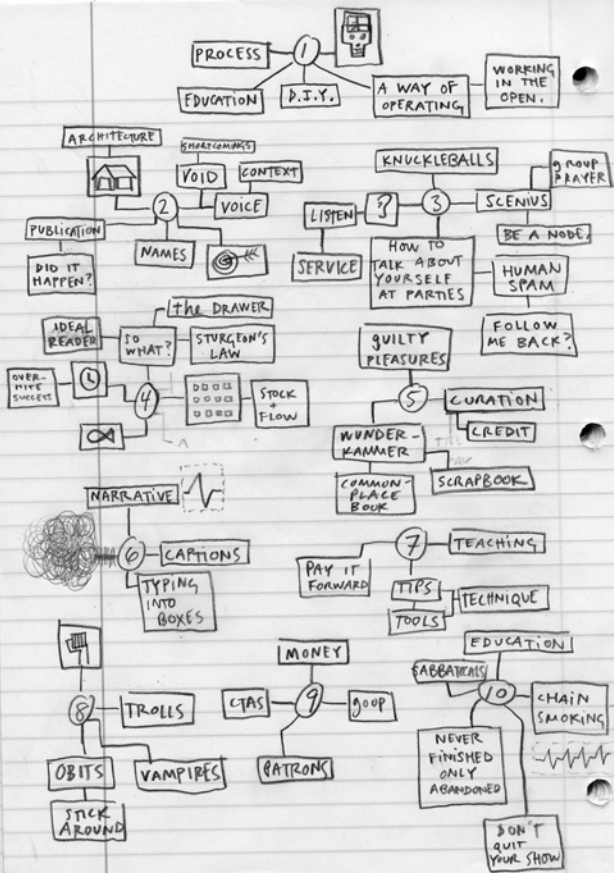 1
PROCESS
EDUCATION
D.I.Y.
A WAY OF
OPERATING
WORKING
IN THE
OPEN.
2
ARCHITECTURE
SHORTCOMINGS
VOID
CONTEXT
VOICE
PUBLICATION
DID IT
HAPPEN?
NAMES
3
KNUCKLEBALLS
GROUP
PRAYER
SCENIUS
BE A NODE.
?
LISTEN
SERVICE
HOW TO
TALK ABOUT
YOURSELF
AT PARTIES
HUMAN
SPAM
FOLLOW
ME BACK?
4
the DRAWER
IDEAL
READER
SO
WHAT?
STURGEON'S
LAW
OVER-
NITE
SUCCESS
STOCK
+
FLOW
5
GUILTY
PLEASURES
CURATION
CREDIT
WUNDER-
KAMMER
COMMON-
PLACE
BOOK
SCRAPBOOK
6
NARRATIVE
CAPTIONS
TYPING
INTO
BOXES
7
PAY IT
FORWARD
TEACHING
TIPS
TOOLS
TECHNIQUE
8
TROLLS
OBITS
VAMPIRES
STICK
AROUND
9
MONEY
CTAS
GOOP
PATRONS
10
EDUCATION
SABBATICALS
CHAIN
SMOKING
NEVER
FINISHED
ONLY
ABANDONED
DON'T
QUIT
YOUR SHOW